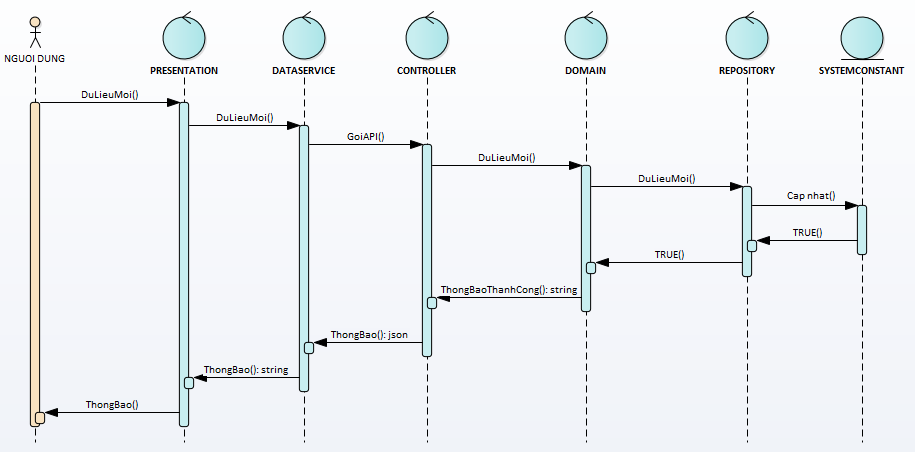 NGUOI DUNG
PRESENTATION
DATASERVICE
CONTROLLER
DOMAIN
REPOSITORY
SYSTEMCONSTANT
DuLieuMoi()
DuLieuMoi()
GoiAPI()
DuLieuMoi()
DuLieuMoi()
Cap nhat()
TRUE()
TRUE()
ThongBaoThanhCong(): string
ThongBao(): json
ThongBao(): string
ThongBao()